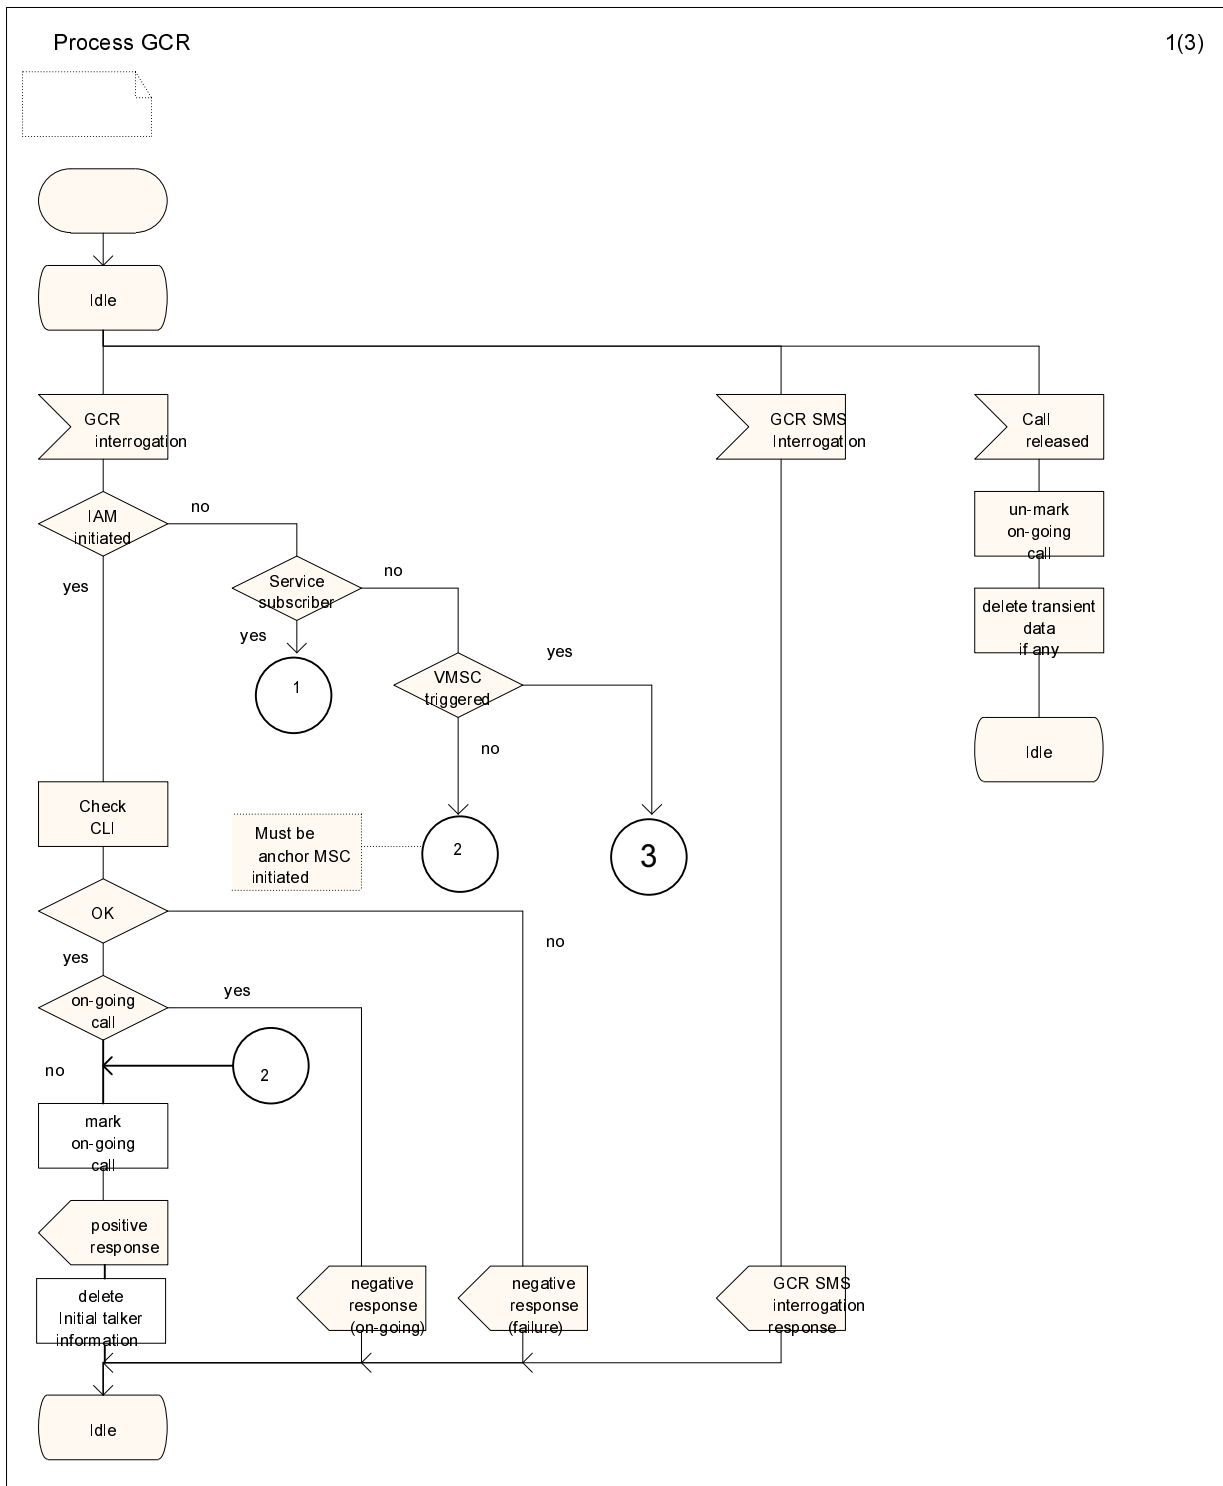 Process GCR
1(3)
Idle
GCR
interrogation
GCR SMS
Interrogation
Call
released
IAM
initiated
no
yes
un-mark
on-going
call
Service
subscriber
no
yes
delete transient
data
if any
1
VMSC
triggered
yes
no
Idle
Check
CLI
Must be
anchor MSC
initiated
2
3
OK
no
yes
on-going
call
yes
no
2
mark
on-going
call
positive
response
delete
Initial talker
information
negative
response
(on-going)
negative
response
(failure)
GCR SMS
interrogation
response
Idle